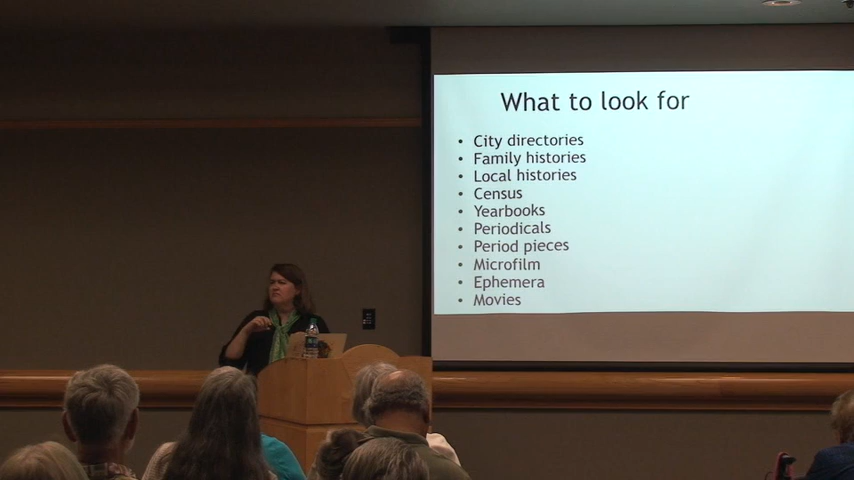 What to look for
• City directories
• Family histories
• Local histories
• Census
• Yearbooks
• Periodicals
• Period pieces
• Microfilm
• Ephemera
• Movies